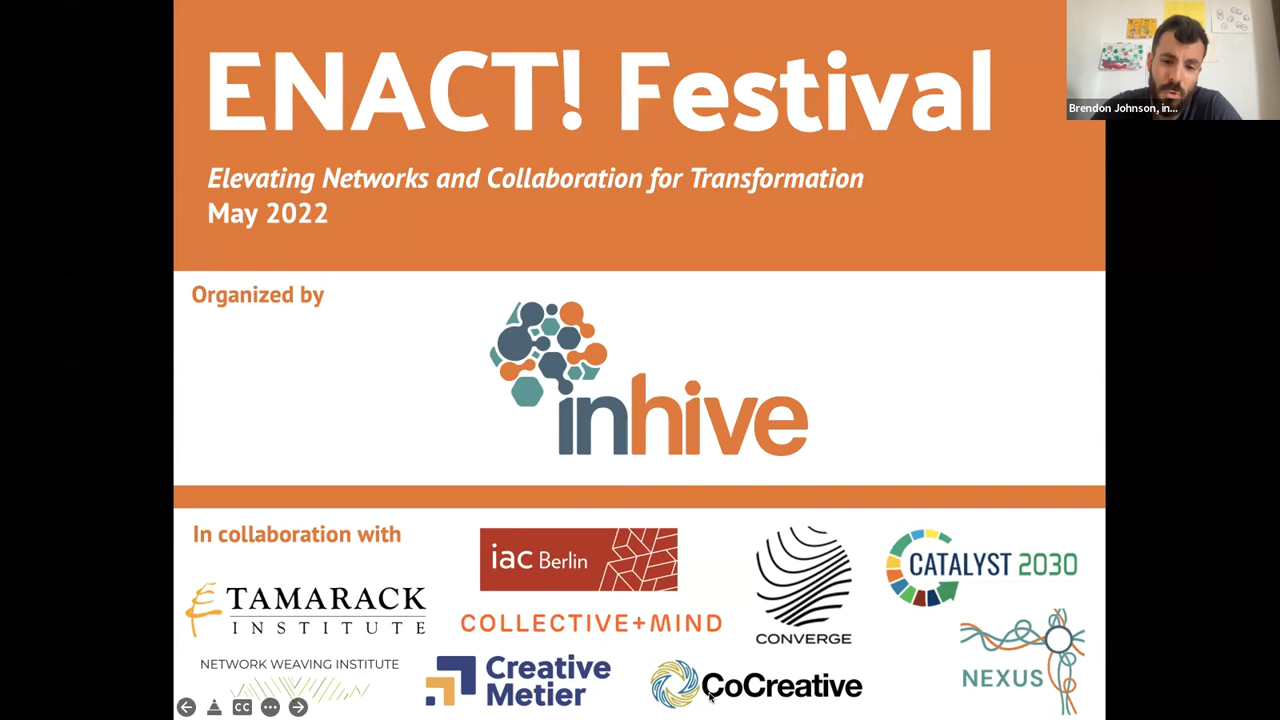 ENACT! Festival
Elevating Networks and Collaboration for Transformation
May 2022
Brendon Johnson, in...
Organized by
inhive
In collaboration with
iac Berlin
CONVERGE
CATALYST 2030
TAMARACK
INSTITUTE
COLLECTIVE+MIND
NETWORK WEAVING INSTITUTE
Creative
Metier
CoCreative
NEXUS
CC